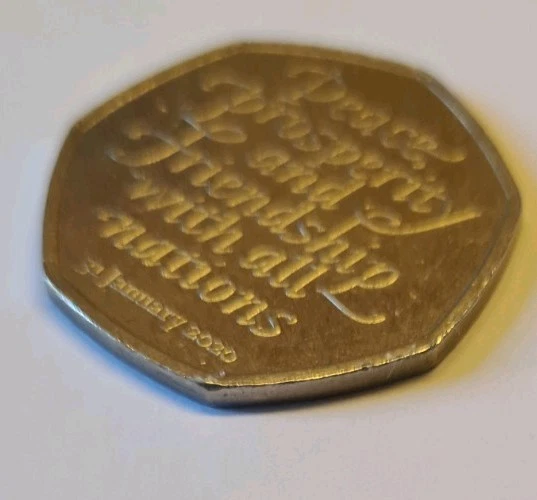 Peace,
prosperity
and
friendship
with all
nations
31 January 2020